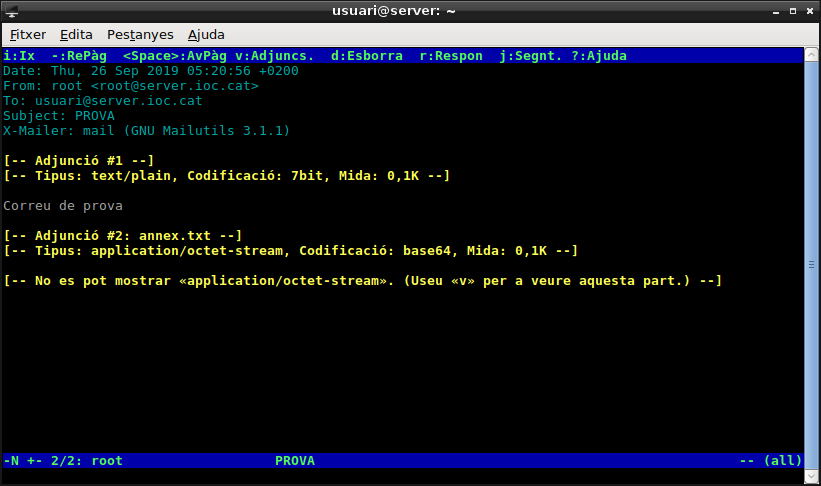 usuari@server: ~
Fitxer Edita Pestanyes Ajuda
i:Ix -:RePàg <Space>:AvPàg v:Adjuncs. d:Esborra r:Respon j:Segnt. ?:Ajuda
Date: Thu, 26 Sep 2019 05:20:56 +0200
From: root <root@server.ioc.cat>
To: usuari@server.ioc.cat
Subject: PROVA
X-Mailer: mail (GNU Mailutils 3.1.1)
[-- Adjunció #1 --]
[-- Tipus: text/plain, Codificació: 7bit, Mida: 0,1K --]
Correu de prova
[-- Adjunció #2: annex.txt --]
[-- Tipus: application/octet-stream, Codificació: base64, Mida: 0,1K --]
[-- No es pot mostrar «application/octet-stream». (Useu «v» per a veure aquesta part.) --]
-N +- 2/2: root PROVA -- (all)